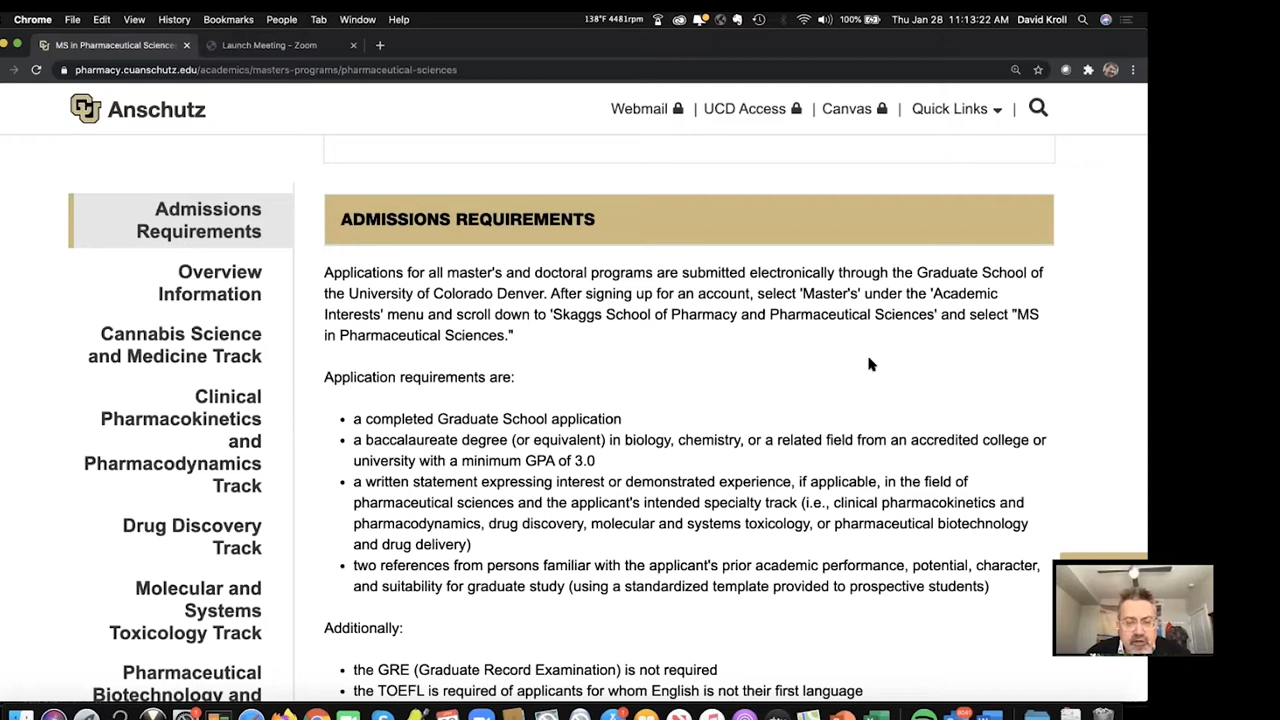 Chrome File Edit View History Bookmarks People Tab Window Help 138°F 4481rpm 100% Thu Jan 28 11:13:22 AM David Kroll
MS in Pharmaceutical Science Launch Meeting - Zoom
pharmacy.cuanschutz.edu/academics/masters-programs/pharmaceutical-sciences
Anschutz
Webmail | UCD Access | Canvas | Quick Links |
Admissions
Requirements
Overview
Information
Cannabis Science
and Medicine Track
Clinical
Pharmacokinetics
and
Pharmacodynamics
Track
Drug Discovery
Track
Molecular and
Systems
Toxicology Track
Pharmaceutical
Biotechnology and
ADMISSIONS REQUIREMENTS
Applications for all master's and doctoral programs are submitted electronically through the Graduate School of
the University of Colorado Denver. After signing up for an account, select 'Master's' under the 'Academic
Interests' menu and scroll down to 'Skaggs School of Pharmacy and Pharmaceutical Sciences' and select "MS
in Pharmaceutical Sciences."
Application requirements are:
• a completed Graduate School application
• a baccalaureate degree (or equivalent) in biology, chemistry, or a related field from an accredited college or
university with a minimum GPA of 3.0
• a written statement expressing interest or demonstrated experience, if applicable, in the field of
pharmaceutical sciences and the applicant's intended specialty track (i.e., clinical pharmacokinetics and
pharmacodynamics, drug discovery, molecular and systems toxicology, or pharmaceutical biotechnology
and drug delivery)
• two references from persons familiar with the applicant's prior academic performance, potential, character,
and suitability for graduate study (using a standardized template provided to prospective students)
Additionally:
• the GRE (Graduate Record Examination) is not required
• the TOEFL is required of applicants for whom English is not their first language